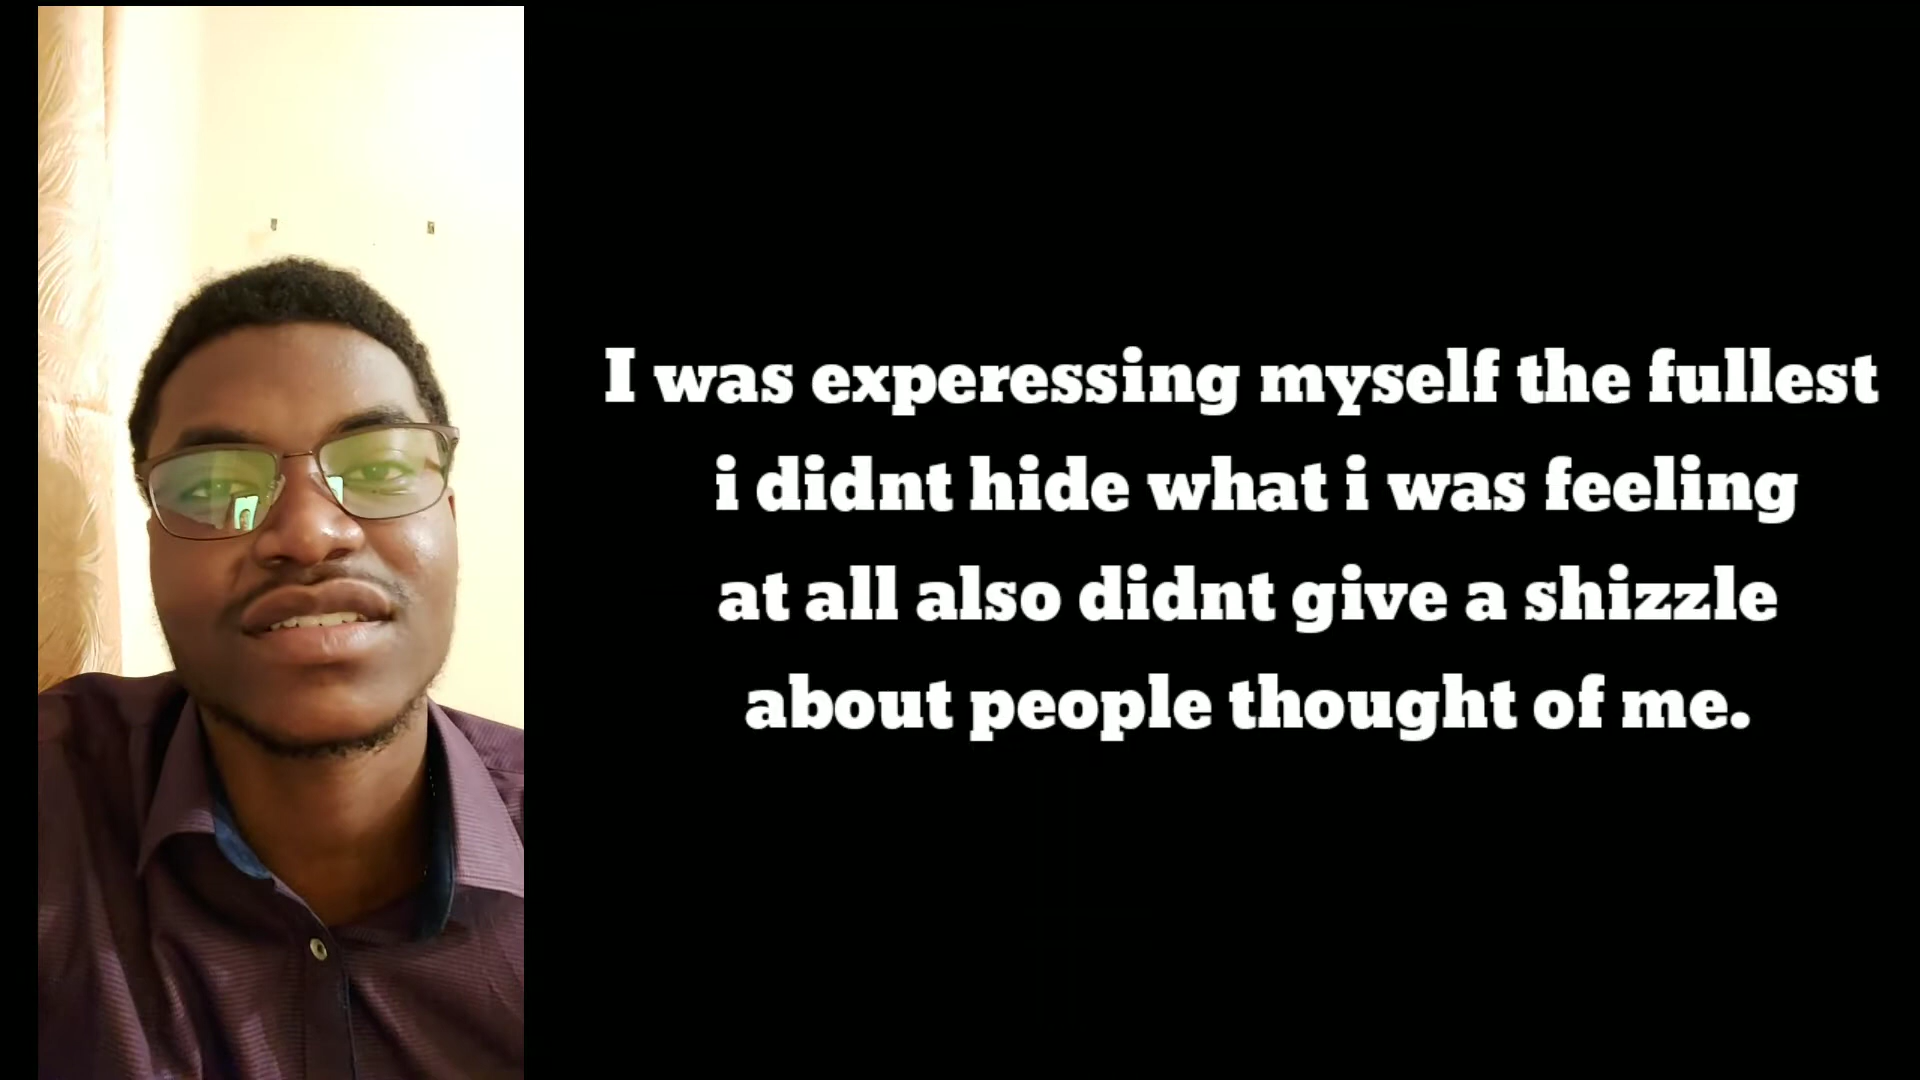 I was experessing myself the fullest
i didnt hide what i was feeling
at all also didnt give a shizzle
about people thought of me.